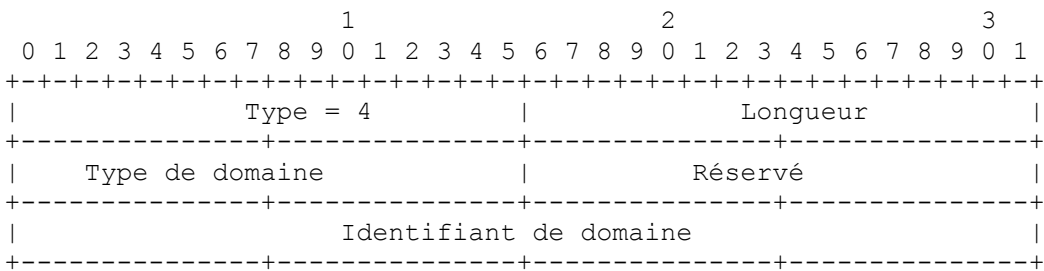 1                   2                   3
 0 1 2 3 4 5 6 7 8 9 0 1 2 3 4 5 6 7 8 9 0 1 2 3 4 5 6 7 8 9 0 1
+-+-+-+-+-+-+-+-+-+-+-+-+-+-+-+-+-+-+-+-+-+-+-+-+-+-+-+-+-+-+-+-+
|              Type = 4         |             Longueur          |
+---------------+---------------+---------------+---------------+
|    Type de domaine            |          Réservé              |
+---------------+---------------+---------------+---------------+
|                    Identifiant de domaine                     |
+---------------+---------------+---------------+---------------+